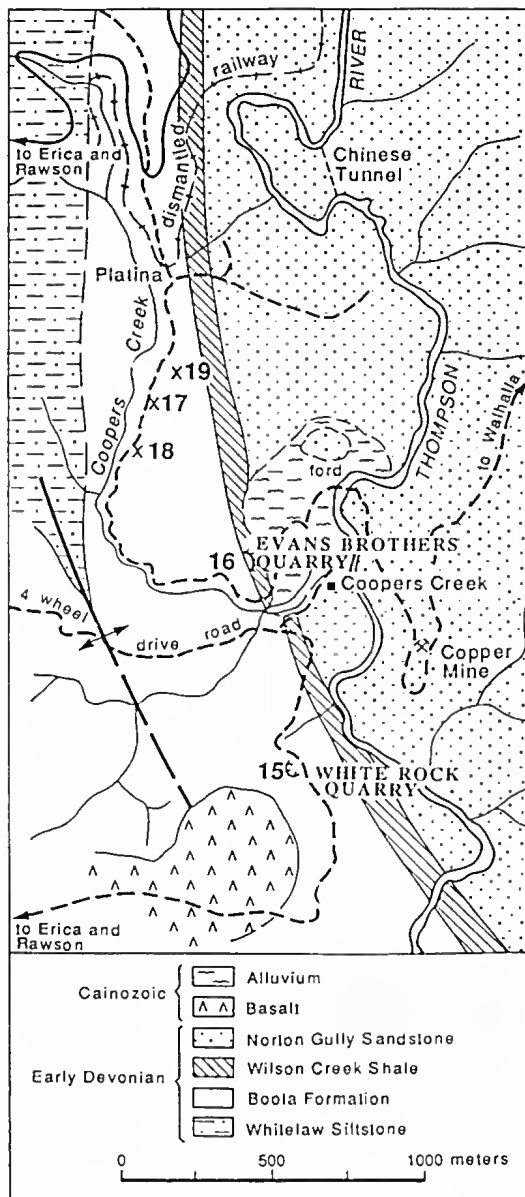 railway
RIVER
to Erica and
Rawson
dismantled
Chinese
Tunnel
Platina
Creek
x19
x17
THOMPSON
to Walhalla
x18
Coopers
ford
16
EVANS BROTHERS
QUARRY
Coopers Creek
4 wheel
drive road
Copper
Mine
15
WHITE ROCK
QUARRY
to Erica and
Rawson
Cainozoic
Alluvium
Basalt
Early Devonian
Norton Gully Sandstone
Wilson Creek Shale
Boola Formation
Whitelaw Siltstone
0 500 1000 meters